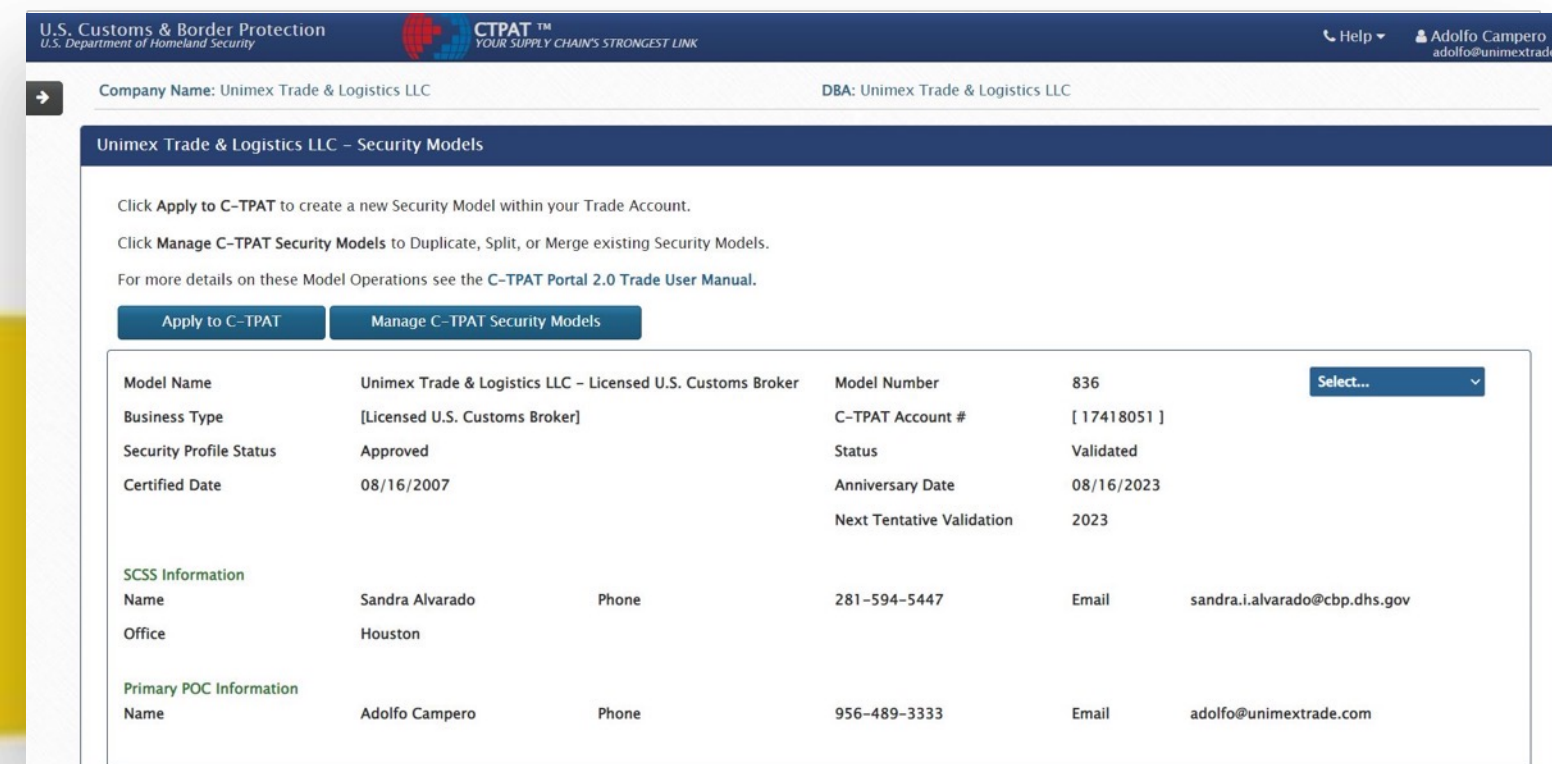 U.S. Customs & Border Protection
U.S. Department of Homeland Security
CTPAT ™
YOUR SUPPLY CHAIN'S STRONGEST LINK
Help
Adolfo Campero
adolfo@unimextrade
Company Name: Unimex Trade & Logistics LLC DBA: Unimex Trade & Logistics LLC
Unimex Trade & Logistics LLC – Security Models
Click Apply to C-TPAT to create a new Security Model within your Trade Account.
Click Manage C-TPAT Security Models to Duplicate, Split, or Merge existing Security Models.
For more details on these Model Operations see the C-TPAT Portal 2.0 Trade User Manual.
Apply to C-TPAT Manage C-TPAT Security Models
Model Name Unimex Trade & Logistics LLC – Licensed U.S. Customs Broker Model Number 836 Select...
Business Type [Licensed U.S. Customs Broker] C-TPAT Account # [ 17418051 ]
Security Profile Status Approved Status Validated
Certified Date 08/16/2007 Anniversary Date 08/16/2023
Next Tentative Validation 2023
SCSS Information
Name Sandra Alvarado Phone 281-594-5447 Email sandra.i.alvarado@cbp.dhs.gov
Office Houston
Primary POC Information
Name Adolfo Campero Phone 956-489-3333 Email adolfo@unimextrade.com